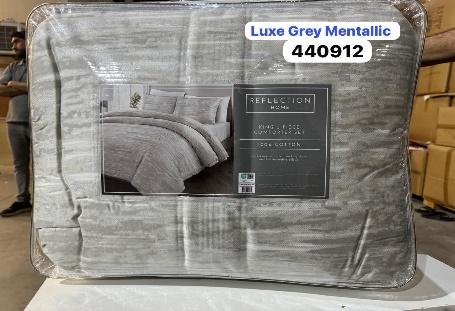 Luxe Grey Mentallic
440912
REFLECTION
HOME
KING 3 PIECE
COMFORTER SET
100% COTTON